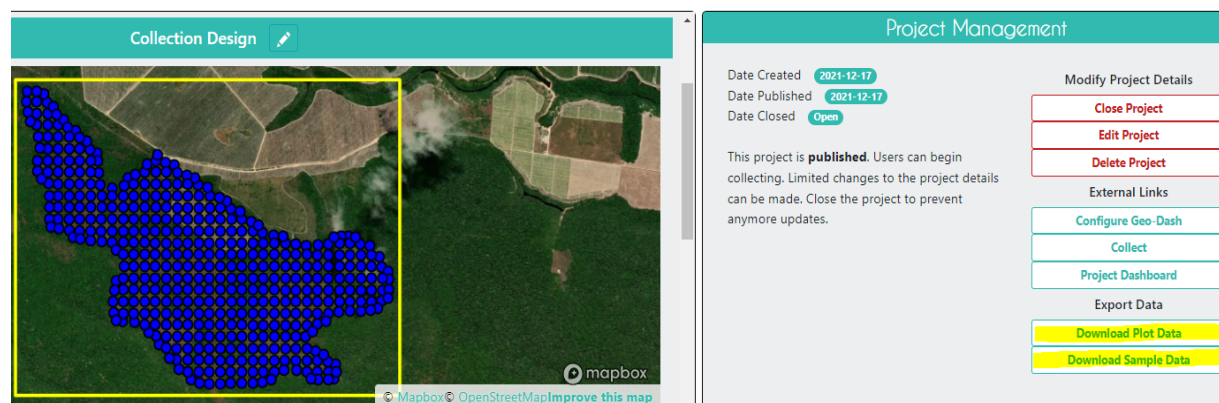 Collection Design
mapbox
© Mapbox© OpenStreetMapImprove this map
Project Management
Date Created 2021-12-17
Date Published 2021-12-17
Date Closed Open
This project is published. Users can begin
collecting. Limited changes to the project details
can be made. Close the project to prevent
anymore updates.
Modify Project Details
Close Project
Edit Project
Delete Project
External Links
Configure Geo-Dash
Collect
Project Dashboard
Export Data
Download Plot Data
Download Sample Data